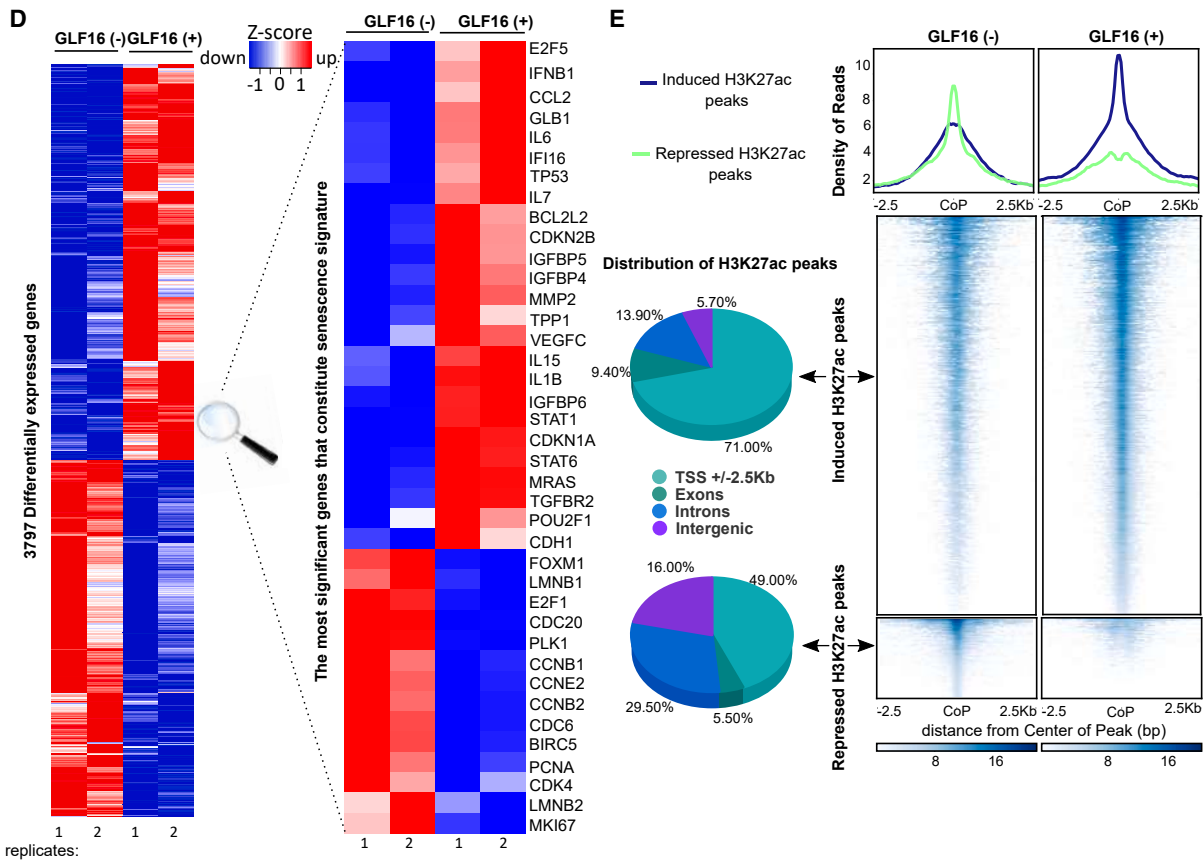 D
GLF16 (-)
GLF16 (+)
Z-score
down
up
-1 0 1
3797 Differentially expressed genes
1 2 1 2
replicates:
GLF16 (-)
GLF16 (+)
The most significant genes that constitute senescence signature
E2F5
IFNB1
CCL2
GLB1
IL6
IFI16
TP53
IL7
BCL2L2
CDKN2B
IGFBP5
IGFBP4
MMP2
TPP1
VEGFC
IL15
IL1B
IGFBP6
STAT1
CDKN1A
STAT6
MRAS
TGFBR2
POU2F1
CDH1
FOXM1
LMNB1
E2F1
CDC20
PLK1
CCNB1
CCNE2
CCNB2
CDC6
BIRC5
PCNA
CDK4
LMNB2
MKI67
1 2 1 2
E
Induced H3K27ac
peaks
Repressed H3K27ac
peaks
GLF16 (-)
GLF16 (+)
Density of Reads
10
8
6
4
2
-2.5 CoP 2.5Kb
-2.5 CoP 2.5Kb
Distribution of H3K27ac peaks
5.70%
13.90%
9.40%
71.00%
TSS +/-2.5Kb
Exons
Introns
Intergenic
16.00%
49.00%
29.50%
5.50%
Induced H3K27ac peaks
Repressed H3K27ac peaks
-2.5 CoP 2.5Kb
-2.5 CoP 2.5Kb
distance from Center of Peak (bp)
8 16
8 16